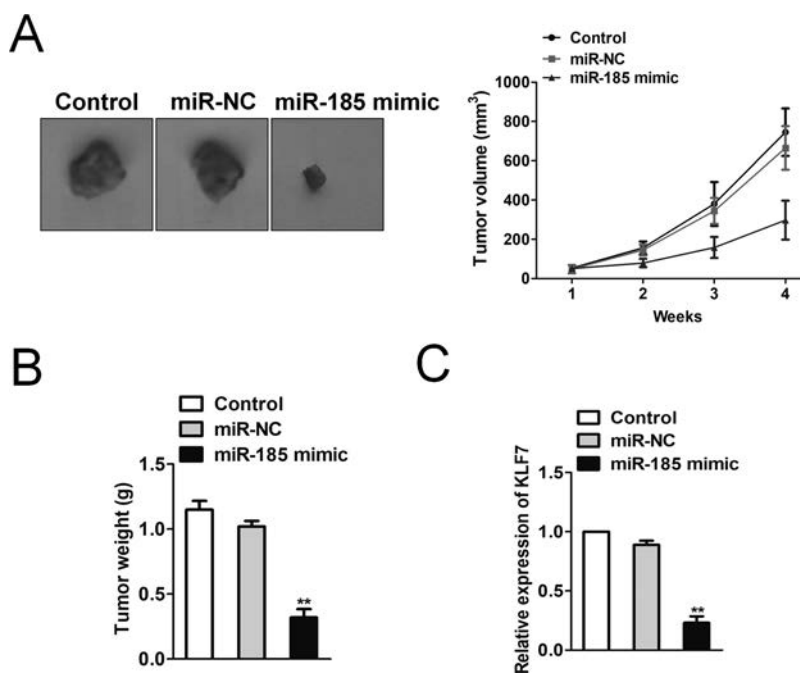 A
Control miR-NC miR-185 mimic
Control
miR-NC
miR-185 mimic
Tumor volume (mm³)
1000
800
600
400
200
0
1 2 3 4
Weeks
B
Control
miR-NC
miR-185 mimic
Tumor weight (g)
1.5
1.0
0.5
0.0
**
C
Control
miR-NC
miR-185 mimic
Relative expression of KLF7
1.5
1.0
0.5
0.0
**